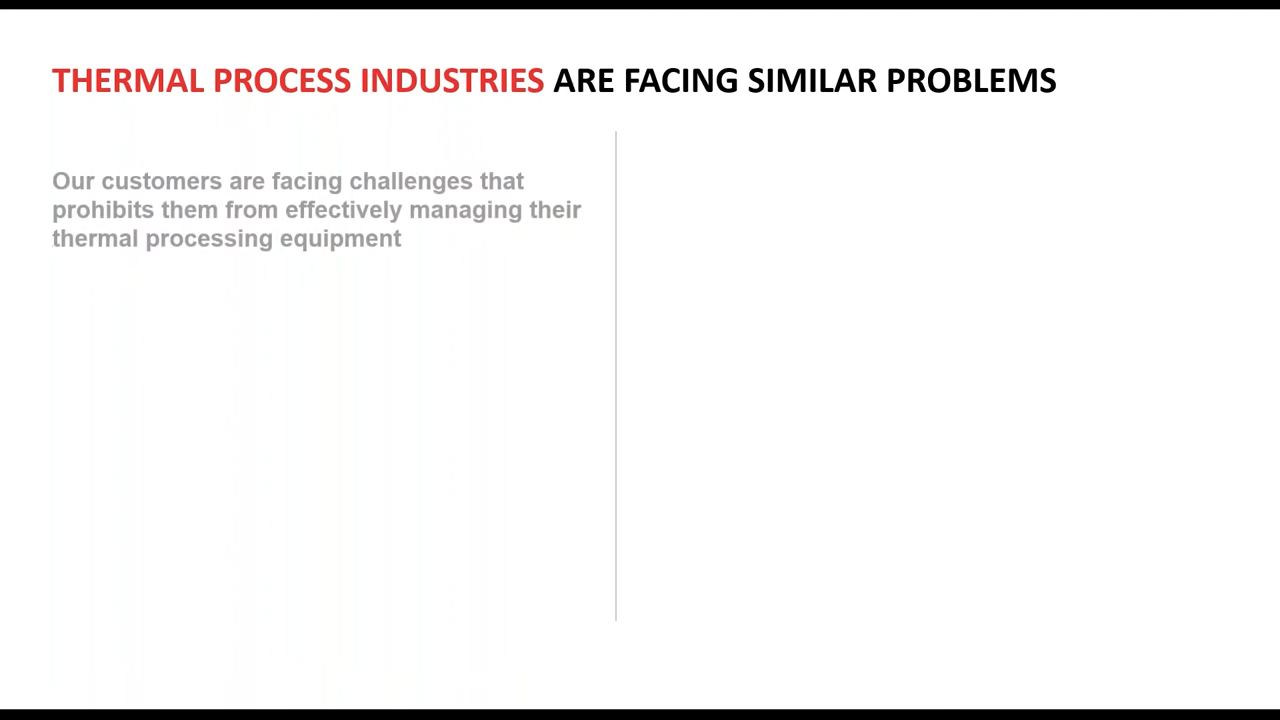 THERMAL PROCESS INDUSTRIES ARE FACING SIMILAR PROBLEMS
Our customers are facing challenges that
prohibits them from effectively managing their
thermal processing equipment